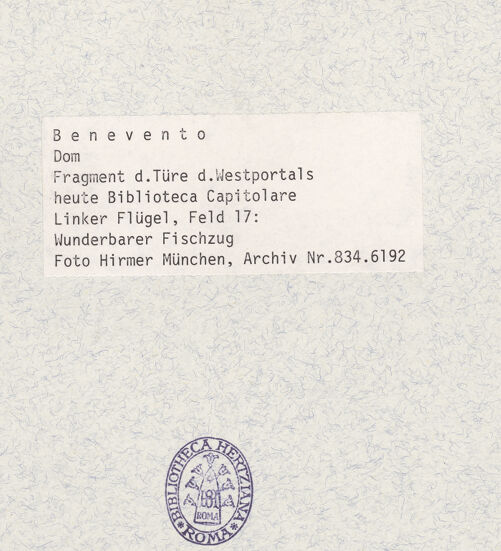 Benevento
Dom
Fragment d.Türe d.Westportals
heute Biblioteca Capitolare
Linker Flügel, Feld 17:
Wunderbarer Fischzug
Foto Hirmer München, Archiv Nr.834.6192
BIBLIOTHECA HERTZIANA
ROMA
ROMA